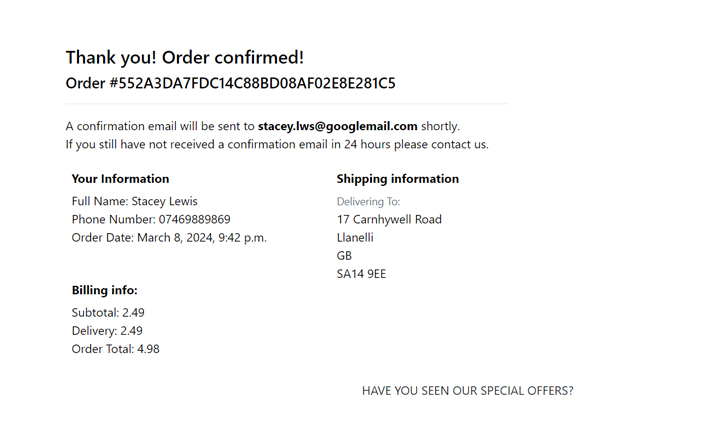 Thank you! Order confirmed!
Order #552A3DA7FDC14C88BD08AF02E8E281C5
A confirmation email will be sent to stacey.lws@googlemail.com shortly.
If you still have not received a confirmation email in 24 hours please contact us.
Your Information
Full Name: Stacey Lewis
Phone Number: 07469889869
Order Date: March 8, 2024, 9:42 p.m.
Shipping information
Delivering To:
17 Carnhywell Road
Llanelli
GB
SA14 9EE
Billing info:
Subtotal: 2.49
Delivery: 2.49
Order Total: 4.98
HAVE YOU SEEN OUR SPECIAL OFFERS?